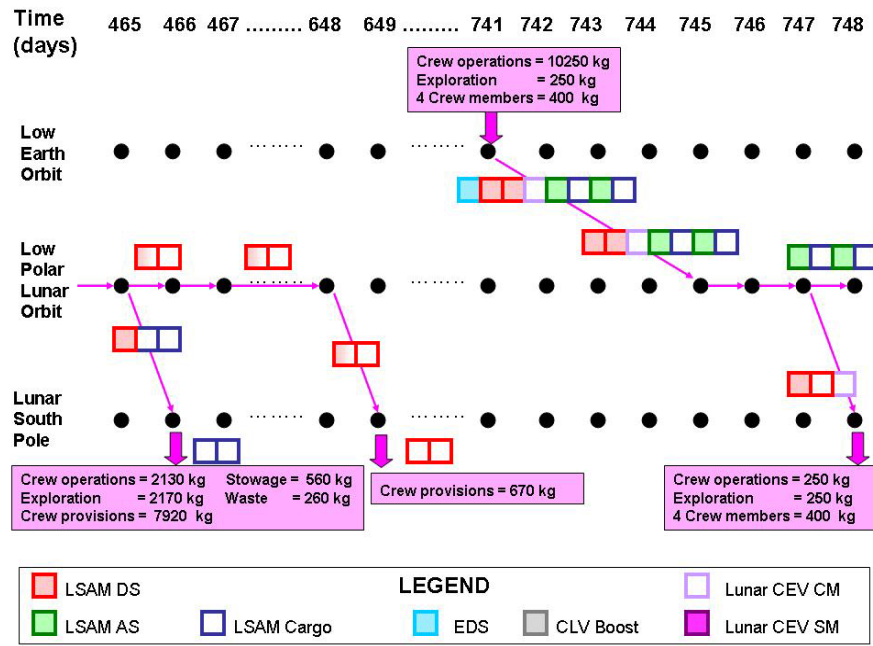 Time
(days)
465 466 467 ......... 648 649 ......... 741 742 743 744 745 746 747 748
Crew operations = 10250 kg
Exploration = 250 kg
4 Crew members = 400 kg
Low
Earth
Orbit
Low
Polar
Lunar
Orbit
Lunar
South
Pole
Crew operations = 2130 kg Stowage = 560 kg
Exploration = 2170 kg Waste = 260 kg
Crew provisions = 7920 kg
Crew provisions = 670 kg
Crew operations = 250 kg
Exploration = 250 kg
4 Crew members = 400 kg
LEGEND
LSAM DS Lunar CEV CM
LSAM AS LSAM Cargo EDS CLV Boost Lunar CEV SM